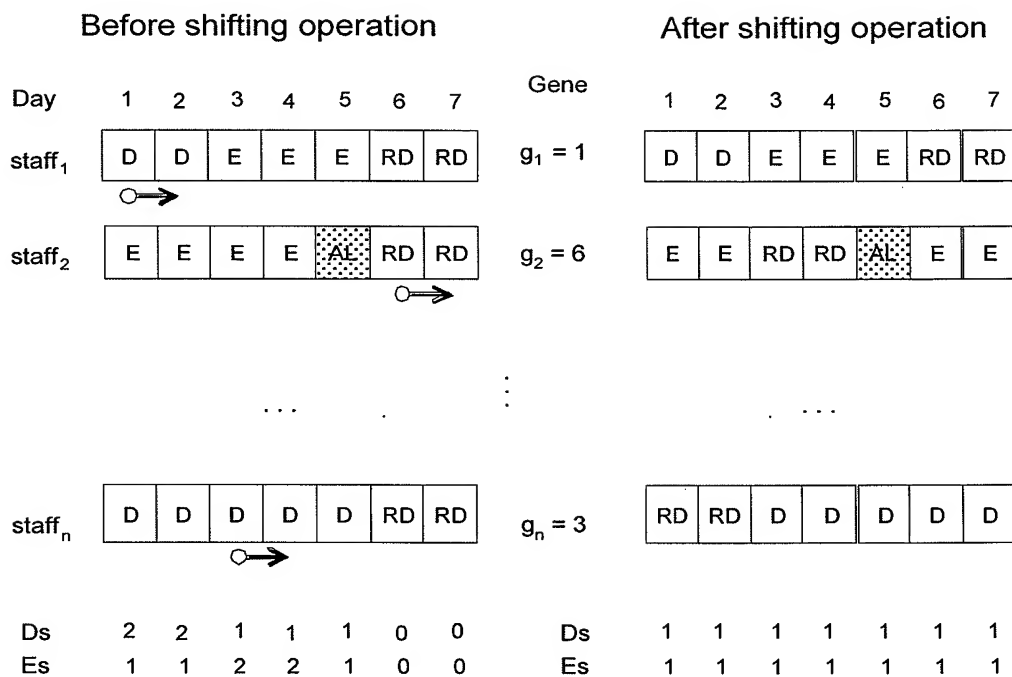 Before shifting operation After shifting operation
Day 1 2 3 4 5 6 7 Gene 1 2 3 4 5 6 7
staff1 D D E E E RD RD g1 = 1 D D E E E RD RD
staff2 E E E E AL RD RD g2 = 6 E E RD RD AL E E
... ⋮ ...
staffn D D D D D RD RD gn = 3 RD RD D D D D D
Ds 2 2 1 1 1 0 0 Ds 1 1 1 1 1 1 1
Es 1 1 2 2 1 0 0 Es 1 1 1 1 1 1 1